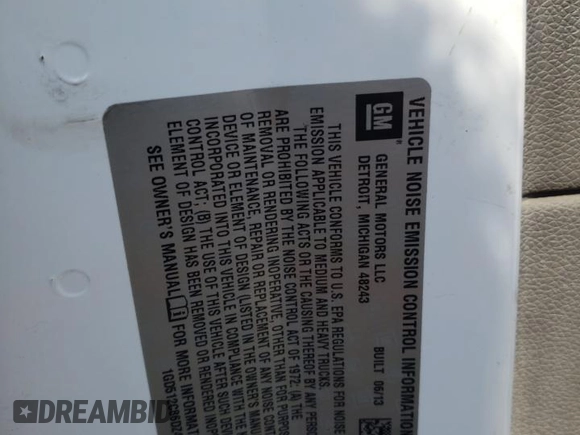 VEHICLE NOISE EMISSION CONTROL INFORMATION
GM
GENERAL MOTORS LLC
DETROIT, MICHIGAN 48243
BUILT 06/13
THIS VEHICLE CONFORMS TO U.S. EPA REGULATIONS FOR NOISE
EMISSION APPLICABLE TO MEDIUM AND HEAVY TRUCKS.
THE FOLLOWING ACTS OR THE CAUSING THEREOF BY ANY PERSON
ARE PROHIBITED BY THE NOISE CONTROL ACT OF 1972: (A) THE
REMOVAL OR RENDERING INOPERATIVE, OTHER THAN FOR PURPOSES
OF MAINTENANCE, REPAIR OR REPLACEMENT, OF ANY NOISE
DEVICE OR ELEMENT OF DESIGN (LISTED IN THE OWNER'S MANUAL
INCORPORATED INTO THIS VEHICLE IN COMPLIANCE WITH THE
CONTROL ACT; (B) THE USE OF THIS VEHICLE AFTER SUCH DEVICE
ELEMENT OF DESIGN HAS BEEN REMOVED OR RENDERED
SEE OWNER'S MANUAL FOR MORE INFORMATION
DREAMBID